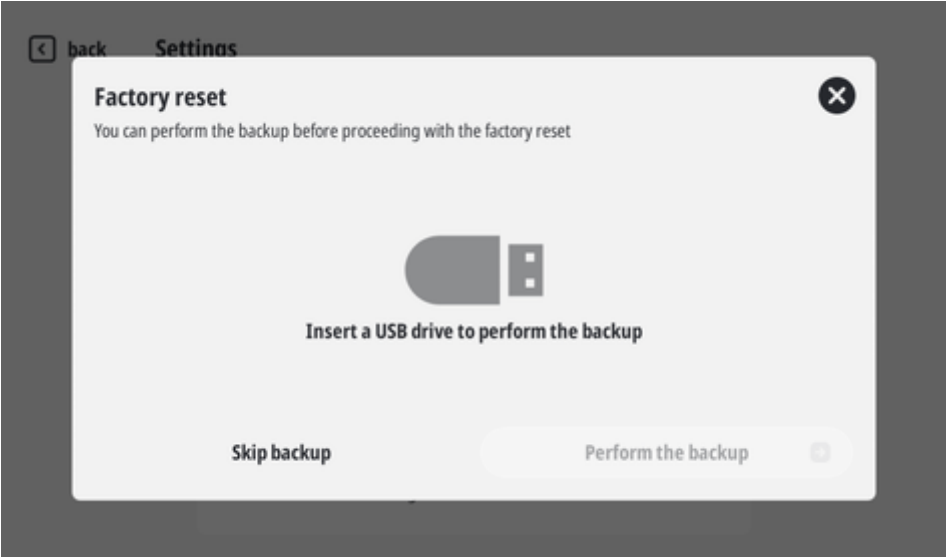 back
Settings
Factory reset
You can perform the backup before proceeding with the factory reset
Insert a USB drive to perform the backup
Skip backup
Perform the backup